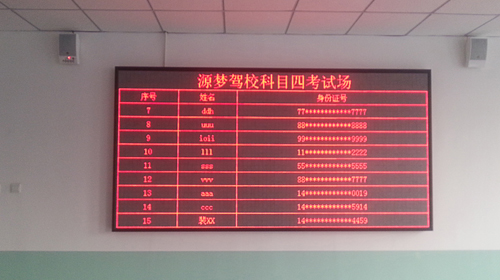 源梦驾校科目四考试场
序号 姓名 身份证号
7 ddh 77************7777
8 uuu 88************8888
9 ioii 99************9999
10 lll 11************2222
11 sss 55************5555
12 vvv 88************7777
13 aaa 14************0019
14 ccc 14************5914
15 裴XX 14************4459